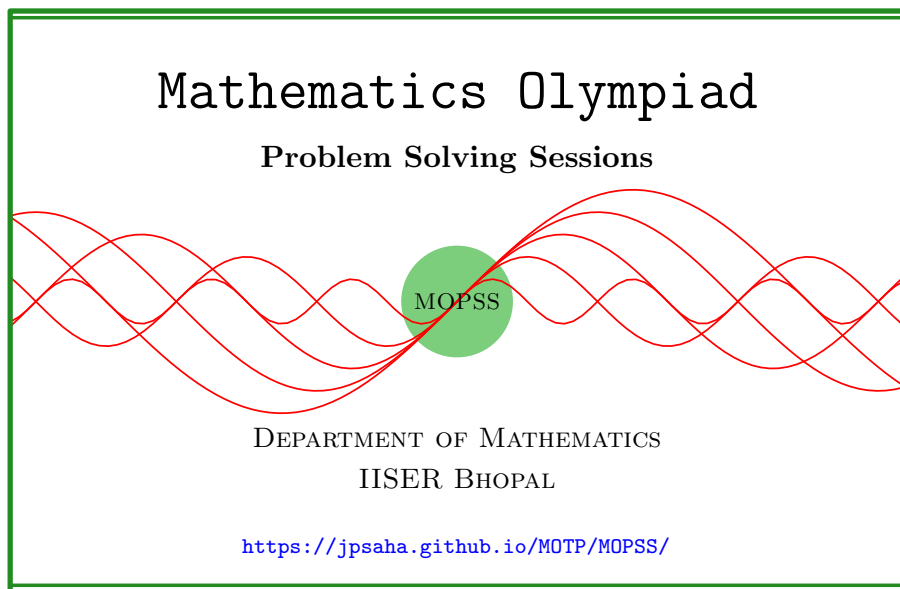 Mathematics Olympiad
Problem Solving Sessions
MOPSS
Department of Mathematics
IISER Bhopal
https://jpsaha.github.io/MOTP/MOPSS/